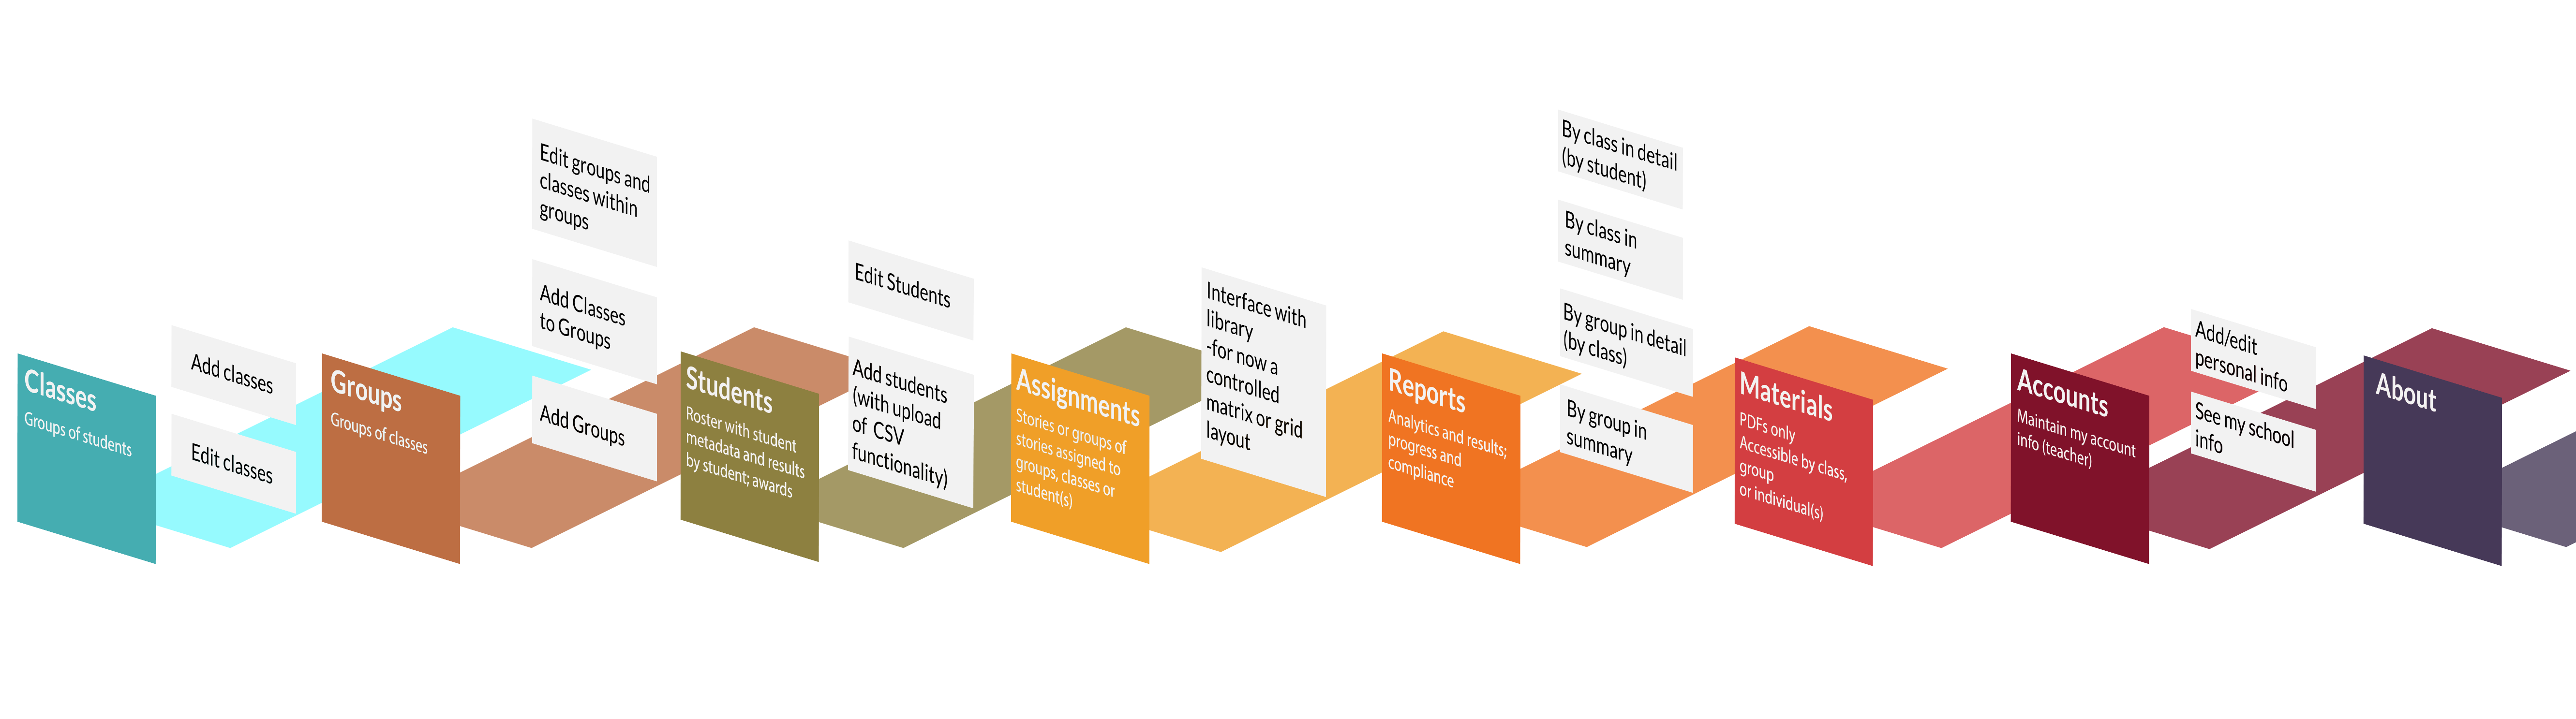 Classes
Groups of students
Add classes
Edit classes
Groups
Groups of classes
Edit groups and
classes within
groups
Add Classes
to Groups
Add Groups
Students
Roster with student
metadata and results
by student; awards
Edit Students
Add students
(with upload
of  CSV
functionality)
Assignments
Stories or groups of
stories assigned to
groups, classes or
student(s)
Interface with
library
-for now a
controlled
matrix or grid
layout
Reports
Analytics and results;
progress and
compliance
By class in detail
(by student)
By class in
summary
By group in detail
(by class)
By group in
summary
Materials
PDFs only
Accessible by class,
group
or individual(s)
Accounts
Maintain my account
info (teacher)
Add/edit
personal info
See my school
info
About